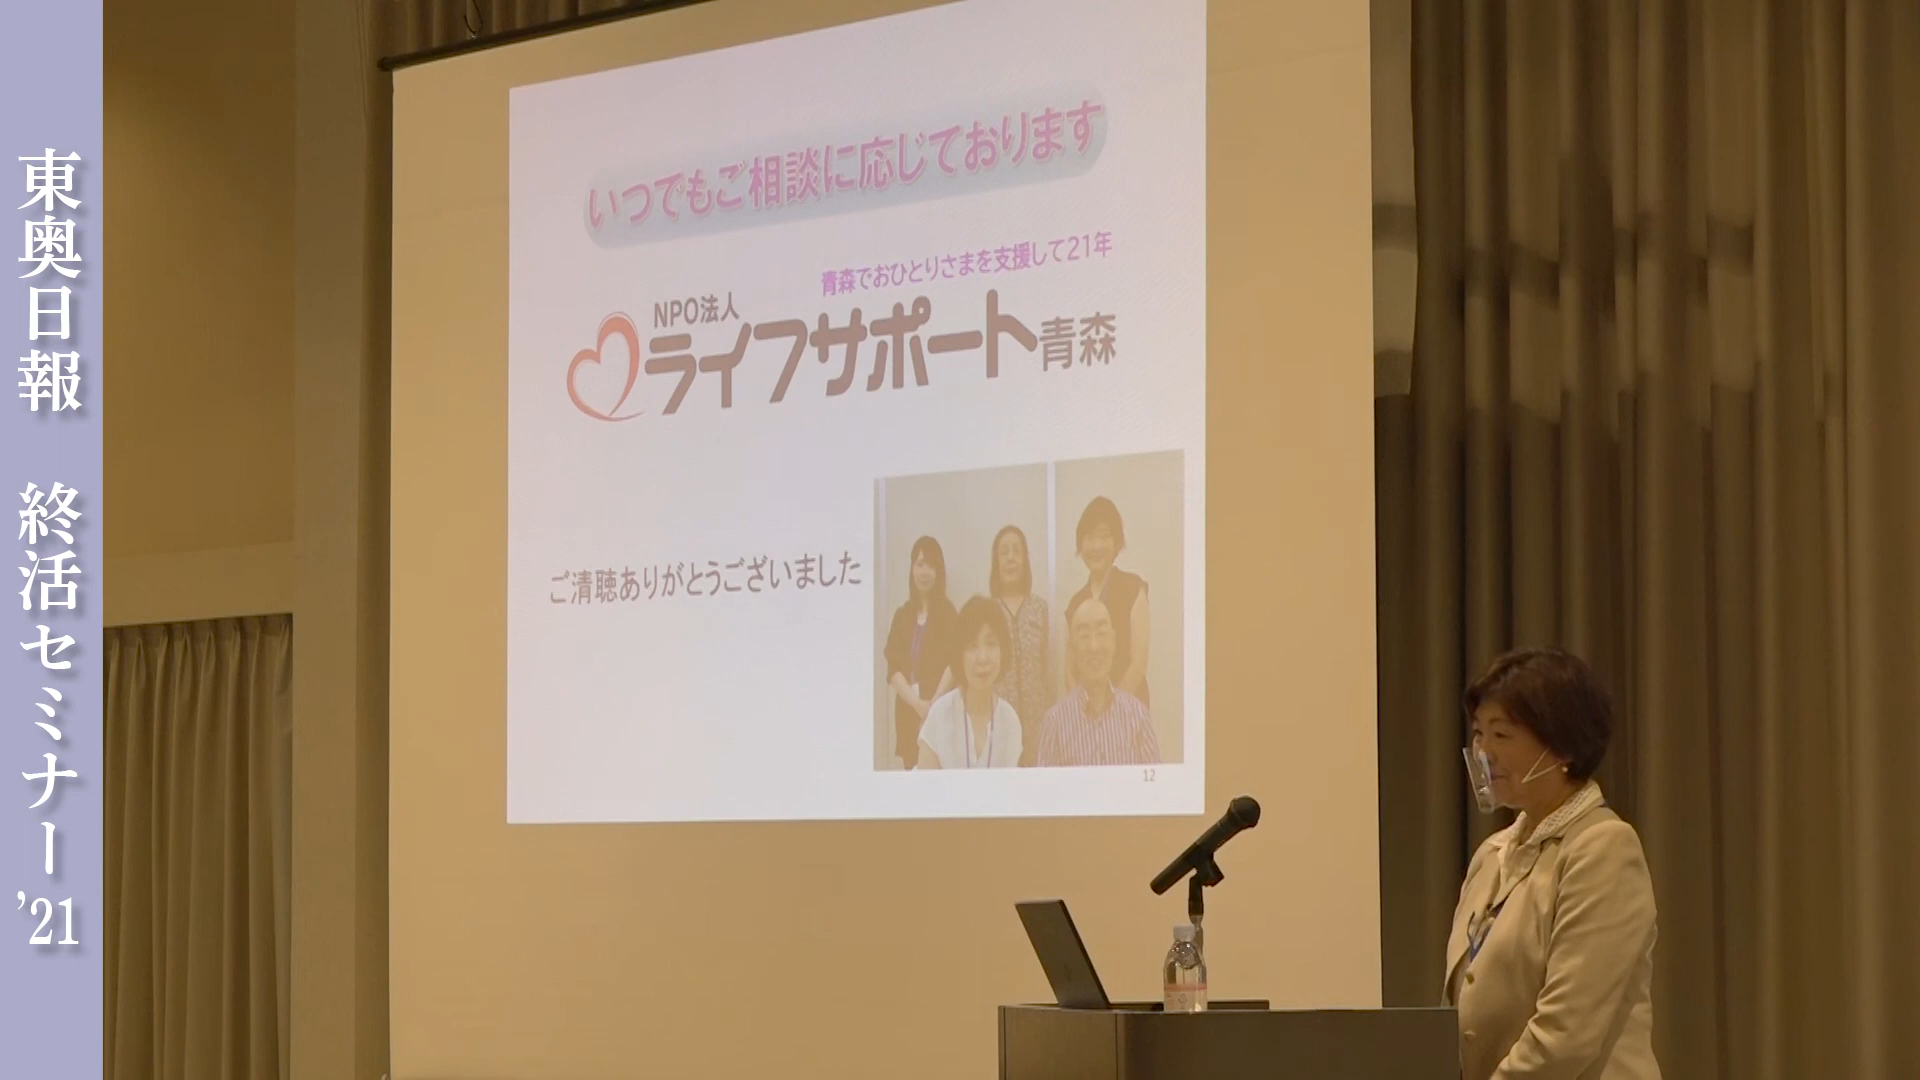 東奥日報 終活セミナー '21
いつでもご相談に応じております
青森でおひとりさまを支援して21年
NPO法人
ライフサポート青森
ご清聴ありがとうございました
12